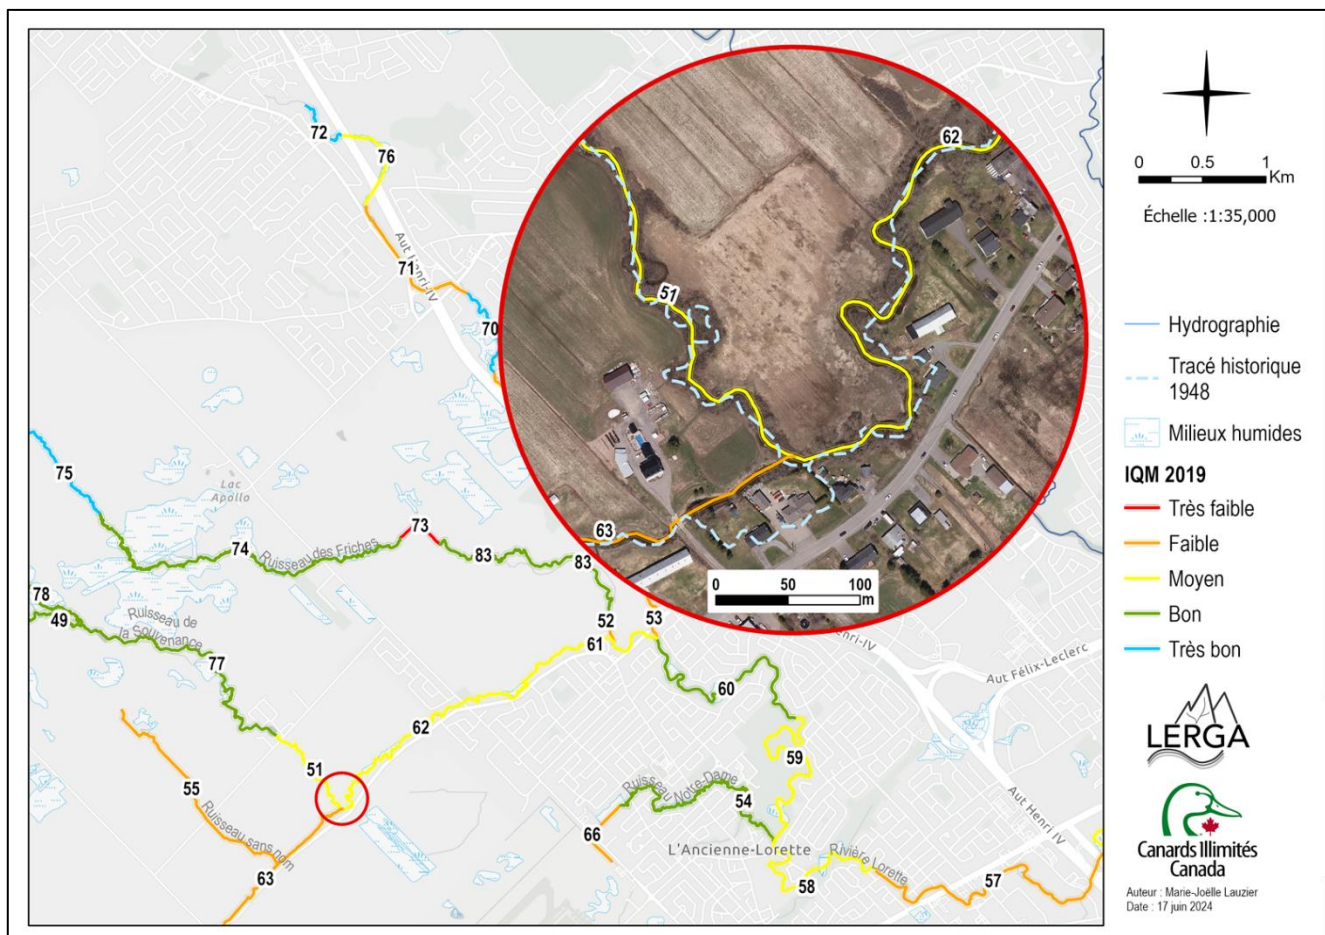 72
76
Aut Henri-IV
71
70
75
Lac
Apollo
74
Ruisseau des Friches
73
83
83
78
49
Ruisseau de
la Souvenance
77
52
53
61
60
62
59
51
55
Ruisseau sans nom
63
Ruisseau Notre-Dame
54
66
L'Ancienne-Lorette
Rivière Lorette
58
57
Aut Félix-Leclerc
Aut Henri IV
62
51
63
0 50 100
m
0 0.5 1
Km
Échelle :1:35,000
Hydrographie
Tracé historique
1948
Milieux humides
IQM 2019
Très faible
Faible
Moyen
Bon
Très bon
LERGA
Canards Illimités
Canada
Auteur : Marie-Joëlle Lauzier
Date : 17 juin 2024